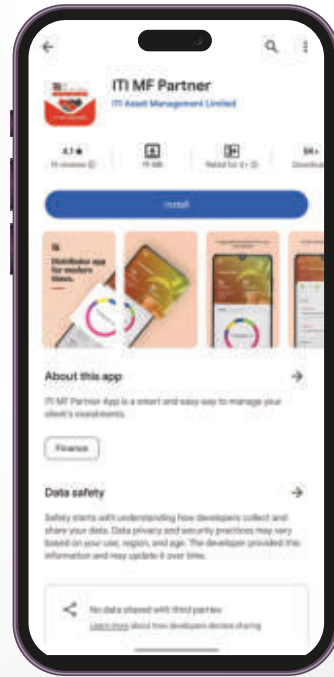 ITI MF Partner
ITI Asset Management Limited
4.1★
Rated for 3+
Install
Distributor app
for modern
times.
About this app
ITI MF Partner App is a smart and easy way to manage your
client's investments.
Finance
Data safety
Safety starts with understanding how developers collect and
share your data. Data privacy and security practices may vary
based on your use, region, and age. The developer provided this
information and may update it over time.
No data shared with third parties
Learn more about how developers declare sharing